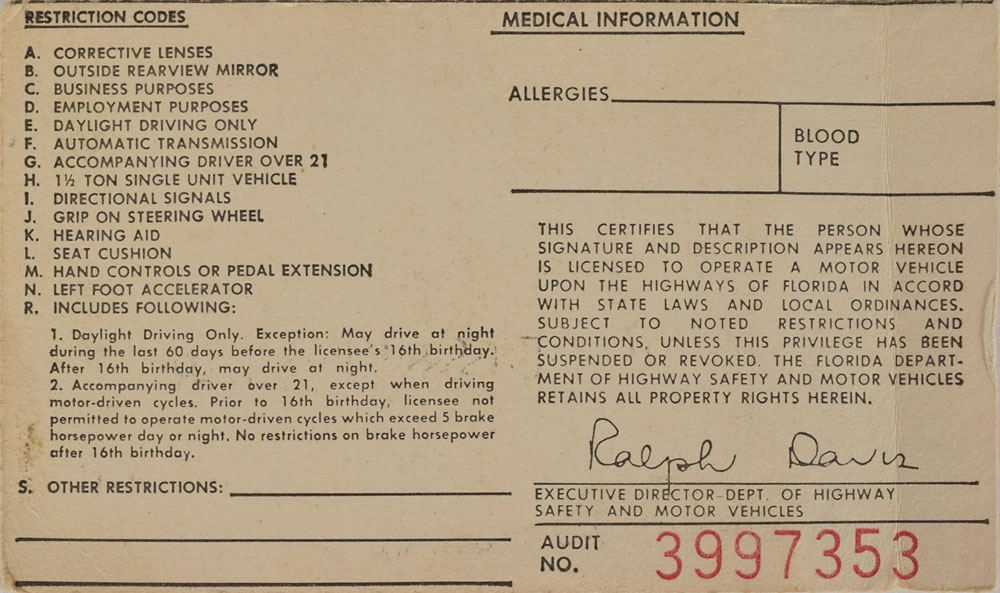 RESTRICTION CODES
A. CORRECTIVE LENSES
B. OUTSIDE REARVIEW MIRROR
C. BUSINESS PURPOSES
D. EMPLOYMENT PURPOSES
E. DAYLIGHT DRIVING ONLY
F. AUTOMATIC TRANSMISSION
G. ACCOMPANYING DRIVER OVER 21
H. 1½ TON SINGLE UNIT VEHICLE
I. DIRECTIONAL SIGNALS
J. GRIP ON STEERING WHEEL
K. HEARING AID
L. SEAT CUSHION
M. HAND CONTROLS OR PEDAL EXTENSION
N. LEFT FOOT ACCELERATOR
R. INCLUDES FOLLOWING:
1. Daylight Driving Only. Exception: May drive at night
during the last 60 days before the licensee's 16th birthday.
After 16th birthday, may drive at night.
2. Accompanying driver over 21, except when driving
motor-driven cycles. Prior to 16th birthday, licensee not
permitted to operate motor-driven cycles which exceed 5 brake
horsepower day or night. No restrictions on brake horsepower
after 16th birthday.
S. OTHER RESTRICTIONS:
MEDICAL INFORMATION
ALLERGIES
BLOOD
TYPE
THIS CERTIFIES THAT THE PERSON WHOSE
SIGNATURE AND DESCRIPTION APPEARS HEREON
IS LICENSED TO OPERATE A MOTOR VEHICLE
UPON THE HIGHWAYS OF FLORIDA IN ACCORD
WITH STATE LAWS AND LOCAL ORDINANCES.
SUBJECT TO NOTED RESTRICTIONS AND
CONDITIONS, UNLESS THIS PRIVILEGE HAS BEEN
SUSPENDED OR REVOKED. THE FLORIDA DEPART-
MENT OF HIGHWAY SAFETY AND MOTOR VEHICLES
RETAINS ALL PROPERTY RIGHTS HEREIN.
Ralph Davis
EXECUTIVE DIRECTOR-DEPT. OF HIGHWAY
SAFETY AND MOTOR VEHICLES
AUDIT
NO. 3997353